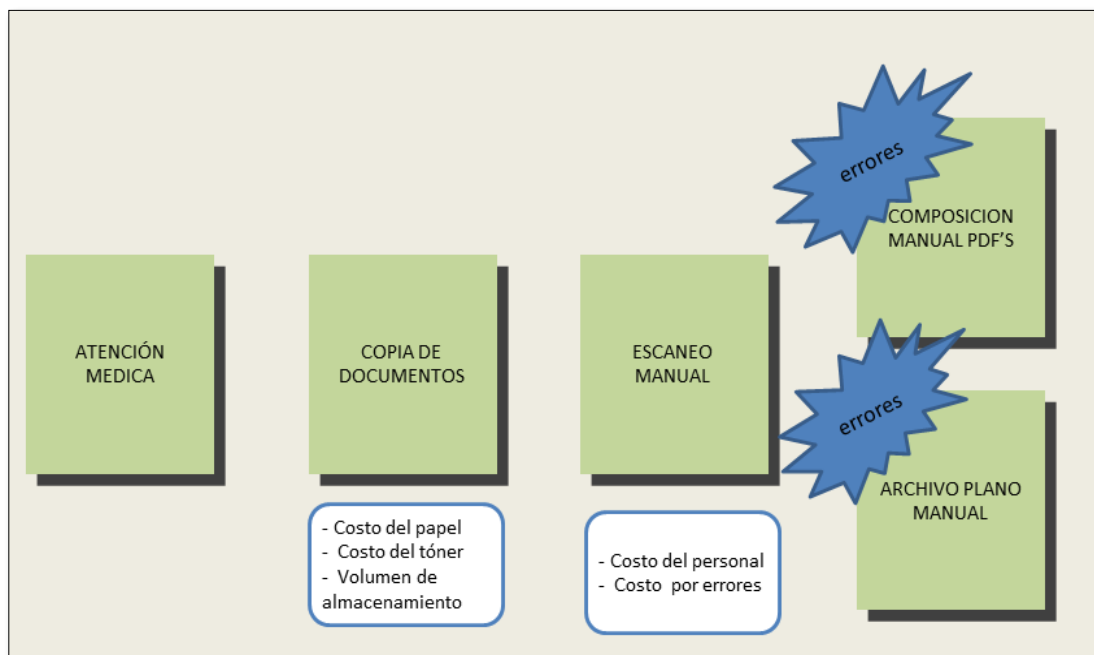 ATENCIÓN
MEDICA
COPIA DE
DOCUMENTOS
- Costo del papel
-  Costo del tóner
-  Volumen de
almacenamiento
ESCANEO
MANUAL
- Costo del personal
-  Costo  por errores
errores
COMPOSICION
MANUAL PDF'S
errores
ARCHIVO PLANO
MANUAL